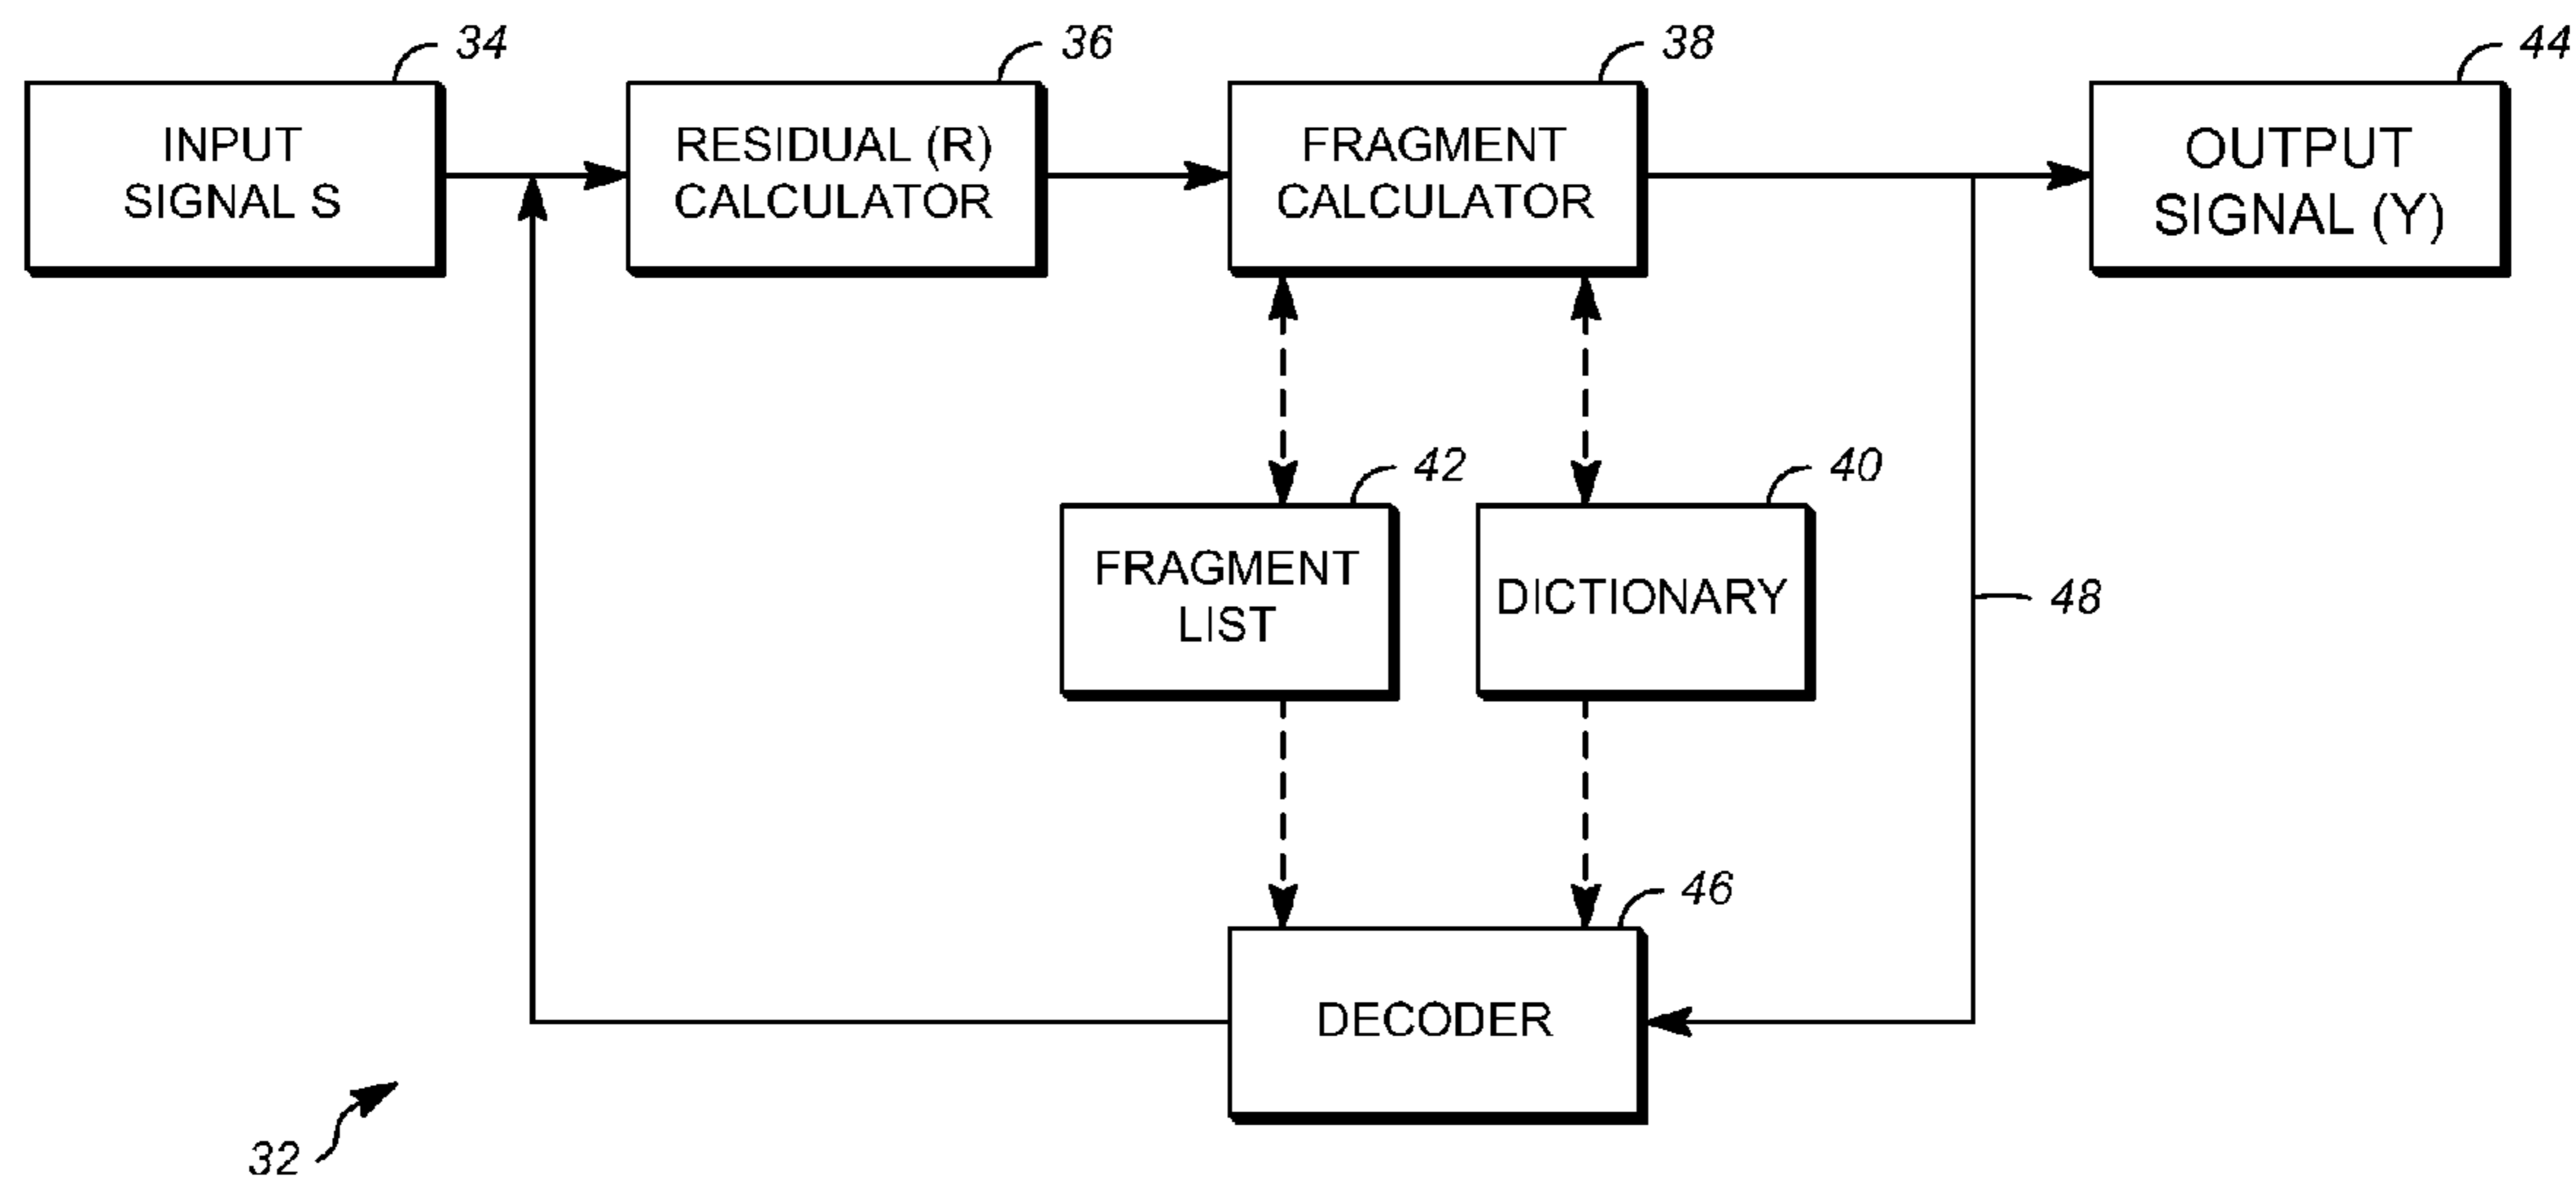 34
INPUT
SIGNAL S
36
RESIDUAL (R)
CALCULATOR
38
FRAGMENT
CALCULATOR
44
OUTPUT
SIGNAL (Y)
42
FRAGMENT
LIST
40
DICTIONARY
48
46
DECODER
32